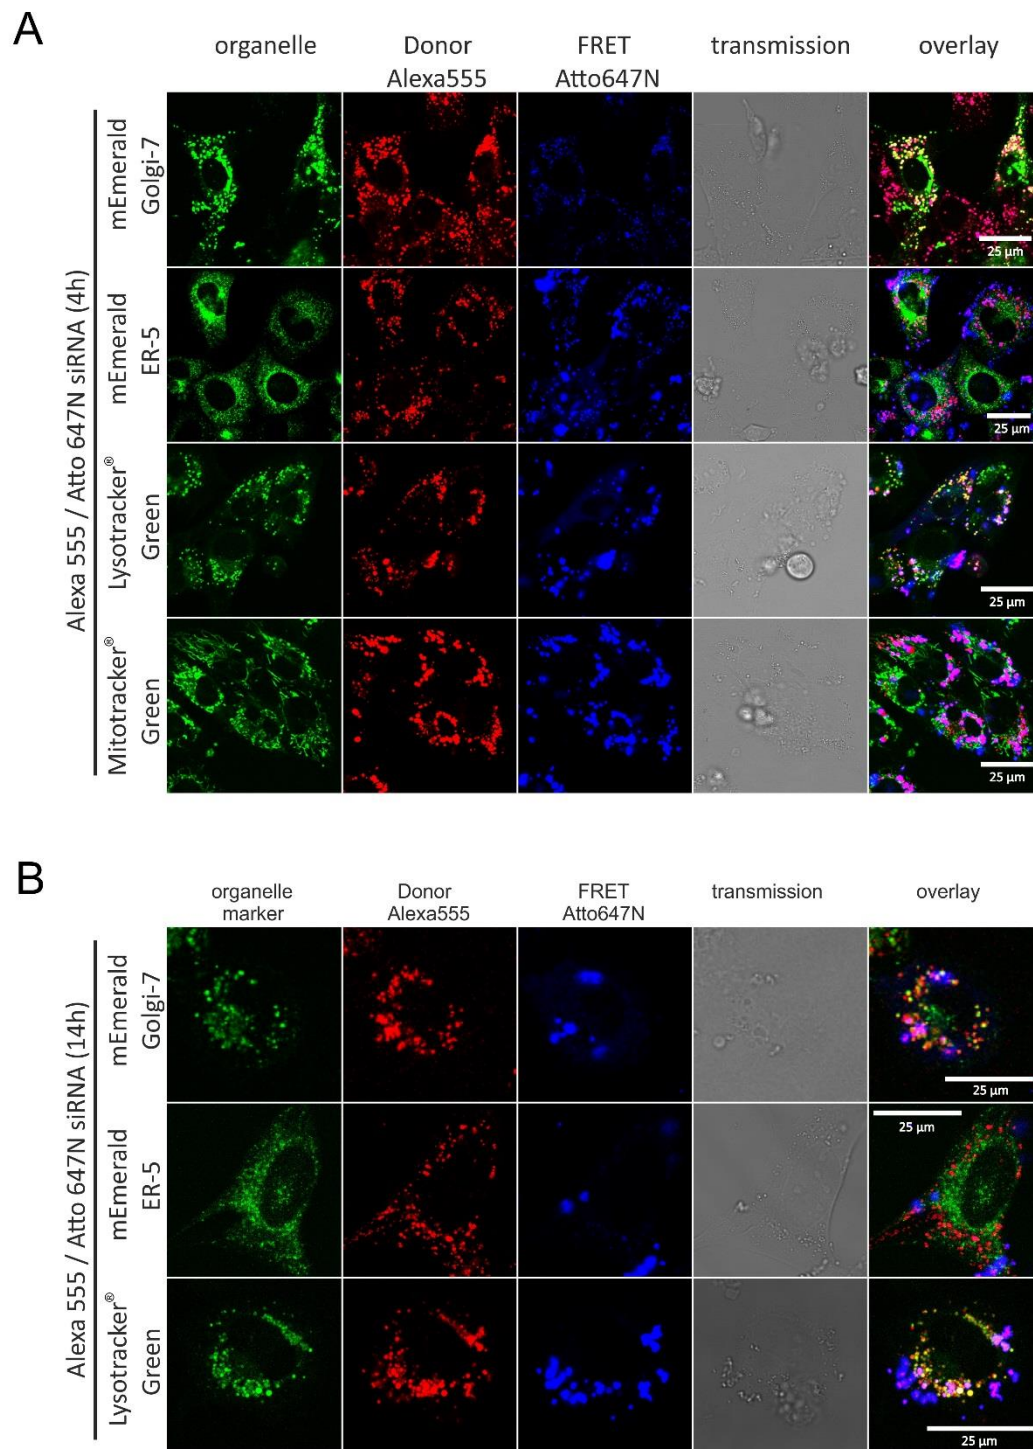 A
organelle
Donor
Alexa555
FRET
Atto647N
transmission
overlay
Alexa 555 / Atto 647N siRNA (4h)
mEmerald
Golgi-7
25 µm
mEmerald
ER-5
25 µm
Lysotracker®
Green
25 µm
Mitotracker®
Green
25 µm
B
organelle
marker
Donor
Alexa555
FRET
Atto647N
transmission
overlay
Alexa 555 / Atto 647N siRNA (14h)
mEmerald
Golgi-7
25 µm
mEmerald
ER-5
25 µm
Lysotracker®
Green
25 µm